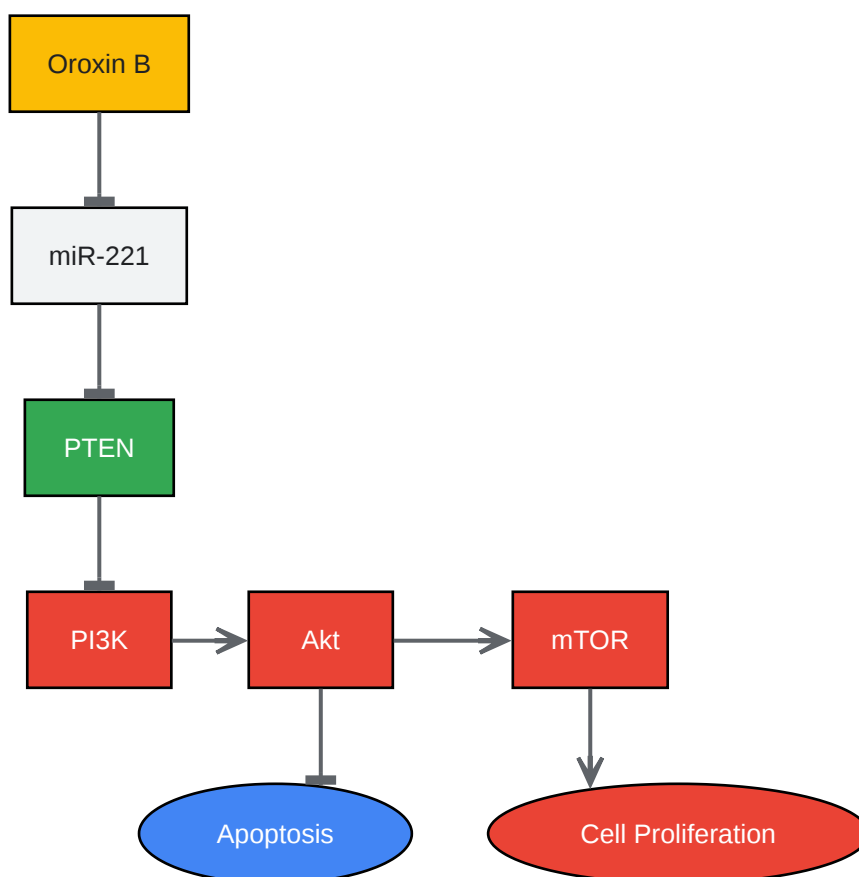 Oroxin B
miR-221
PTEN
PI3K
Akt
mTOR
Apoptosis
Cell Proliferation